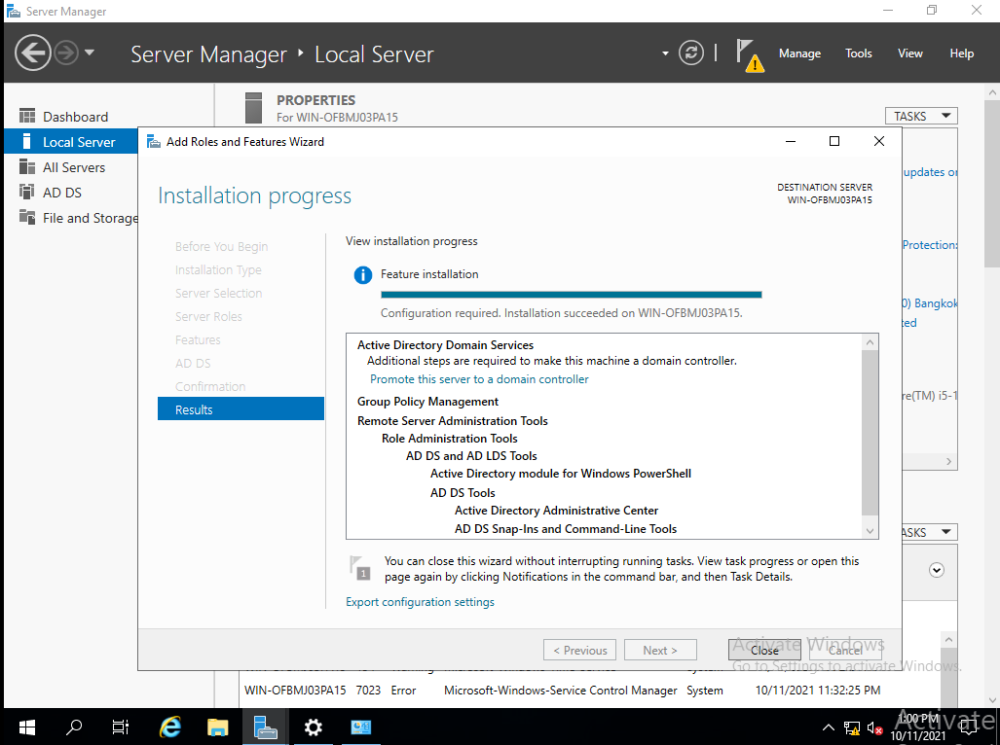 Server Manager
Server Manager
Local Server
Manage
Tools
View
Help
Dashboard
Local Server
All Servers
AD DS
File and Storage
PROPERTIES
For WIN-OFBMJ03PA15
TASKS
updates or
Protection:
0) Bangkok
ted
re(TM) i5-1
ASKS
Add Roles and Features Wizard
Installation progress
DESTINATION SERVER
WIN-OFBMJ03PA15
Before You Begin
Installation Type
Server Selection
Server Roles
Features
AD DS
Confirmation
Results
View installation progress
Feature installation
Configuration required. Installation succeeded on WIN-OFBMJ03PA15.
Active Directory Domain Services
Additional steps are required to make this machine a domain controller.
Promote this server to a domain controller
Group Policy Management
Remote Server Administration Tools
Role Administration Tools
AD DS and AD LDS Tools
Active Directory module for Windows PowerShell
AD DS Tools
Active Directory Administrative Center
AD DS Snap-Ins and Command-Line Tools
1
You can close this wizard without interrupting running tasks. View task progress or open this
page again by clicking Notifications in the command bar, and then Task Details.
Export configuration settings
< Previous
Next >
Close
Cancel
Activate Windows
Go to Settings to activate Windows.
WIN-OFBMJ03PA15 7023 Error Microsoft-Windows-Service Control Manager System 10/11/2021 11:32:25 PM
1:00 PM
10/11/2021
Activate